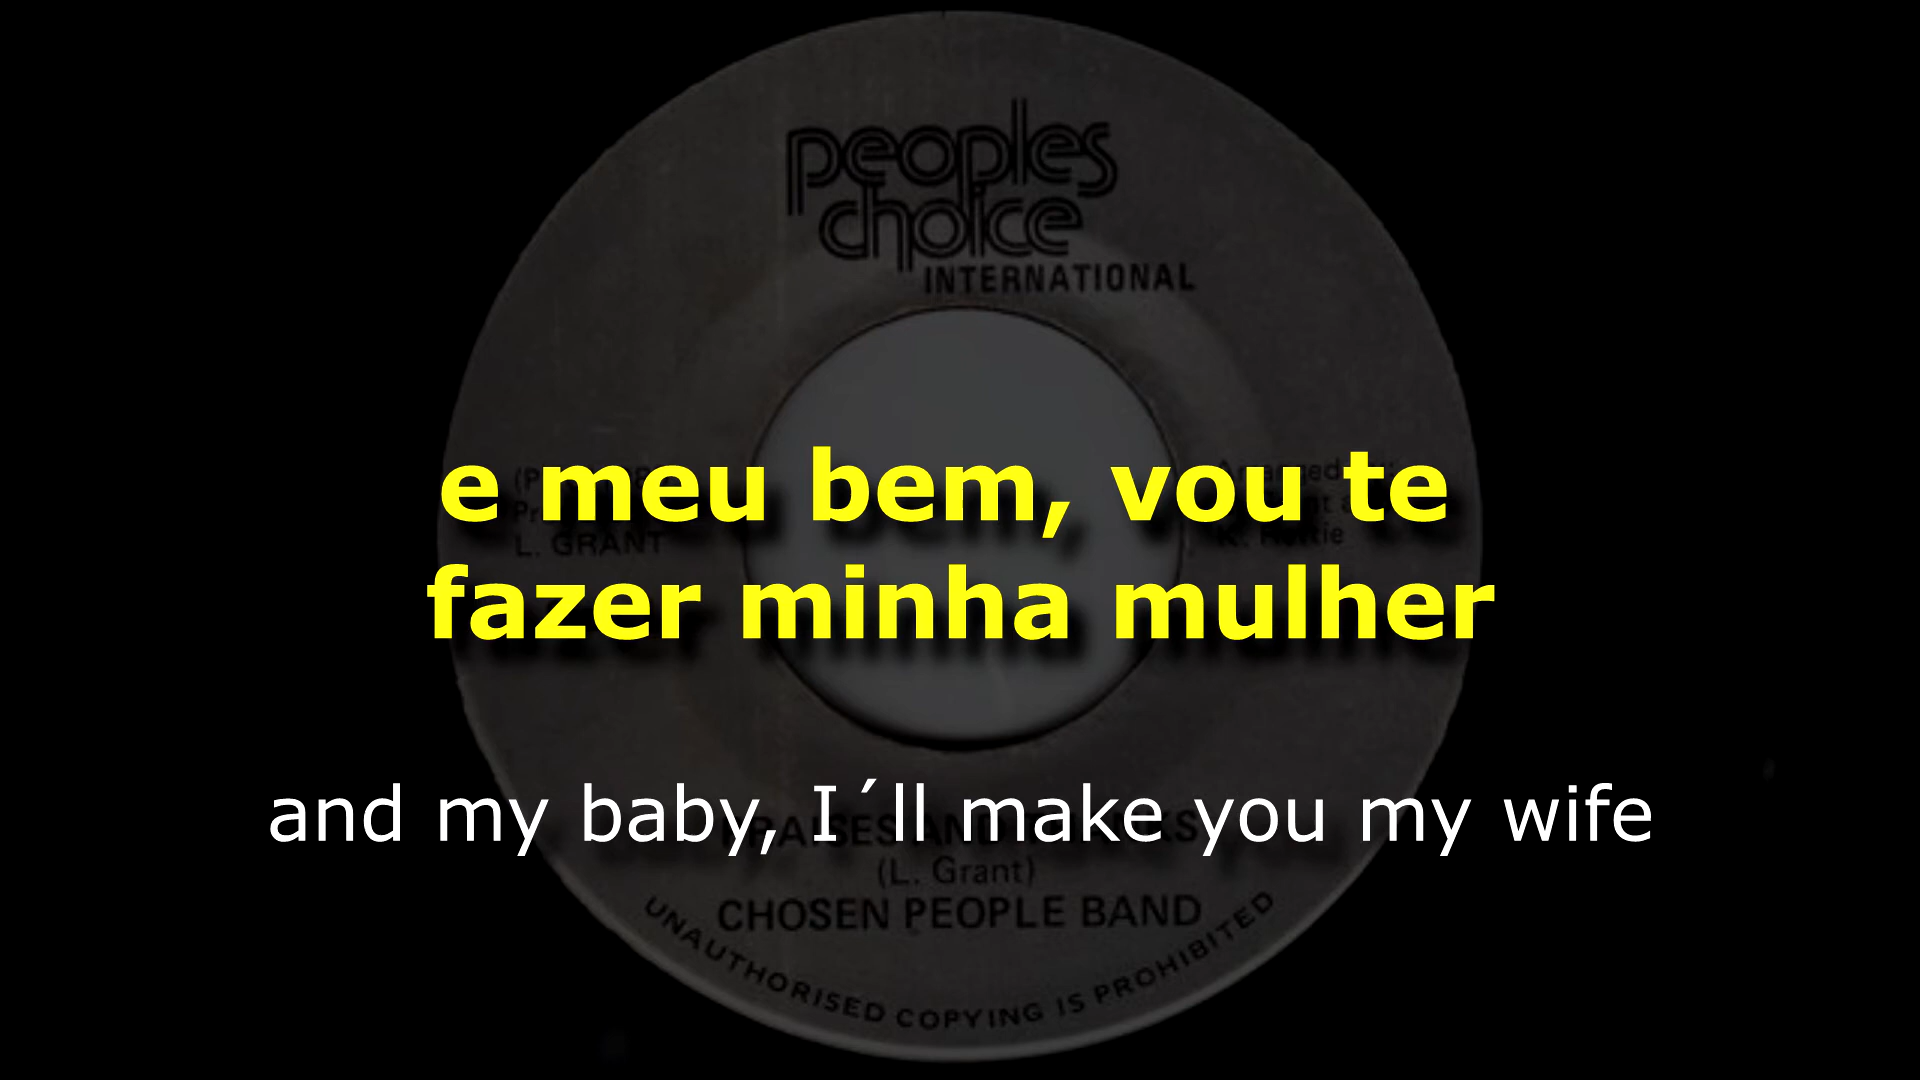 peoples
choice
INTERNATIONAL
e meu bem, vou te
L. GRANT
fazer minha mulher
and my baby, I´ll make you my wife
(L. Grant)
CHOSEN PEOPLE BAND
UNAUTHORISED COPYING IS PROHIBITED